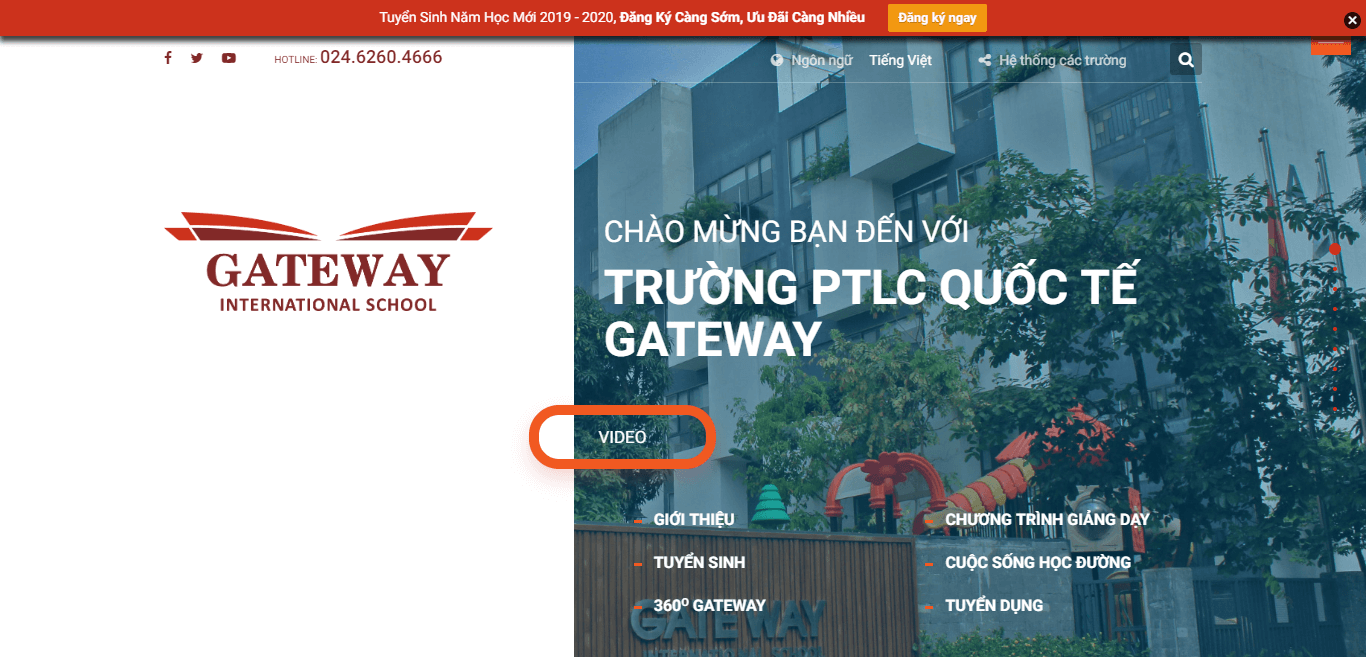 Tuyển Sinh Năm Học Mới 2019 - 2020, Đăng Ký Càng Sớm, Ưu Đãi Càng Nhiều
Đăng ký ngay
HOTLINE: 024.6260.4666
Ngôn ngữ
Tiếng Việt
Hệ thống các trường
GATEWAY
INTERNATIONAL SCHOOL
CHÀO MỪNG BẠN ĐẾN VỚI
TRƯỜNG PTLC QUỐC TẾ
GATEWAY
VIDEO
GIỚI THIỆU
CHƯƠNG TRÌNH GIẢNG DẠY
TUYỂN SINH
CUỘC SỐNG HỌC ĐƯỜNG
360⁰ GATEWAY
TUYỂN DỤNG
GATEWAY
INTERNATIONAL SCHOOL